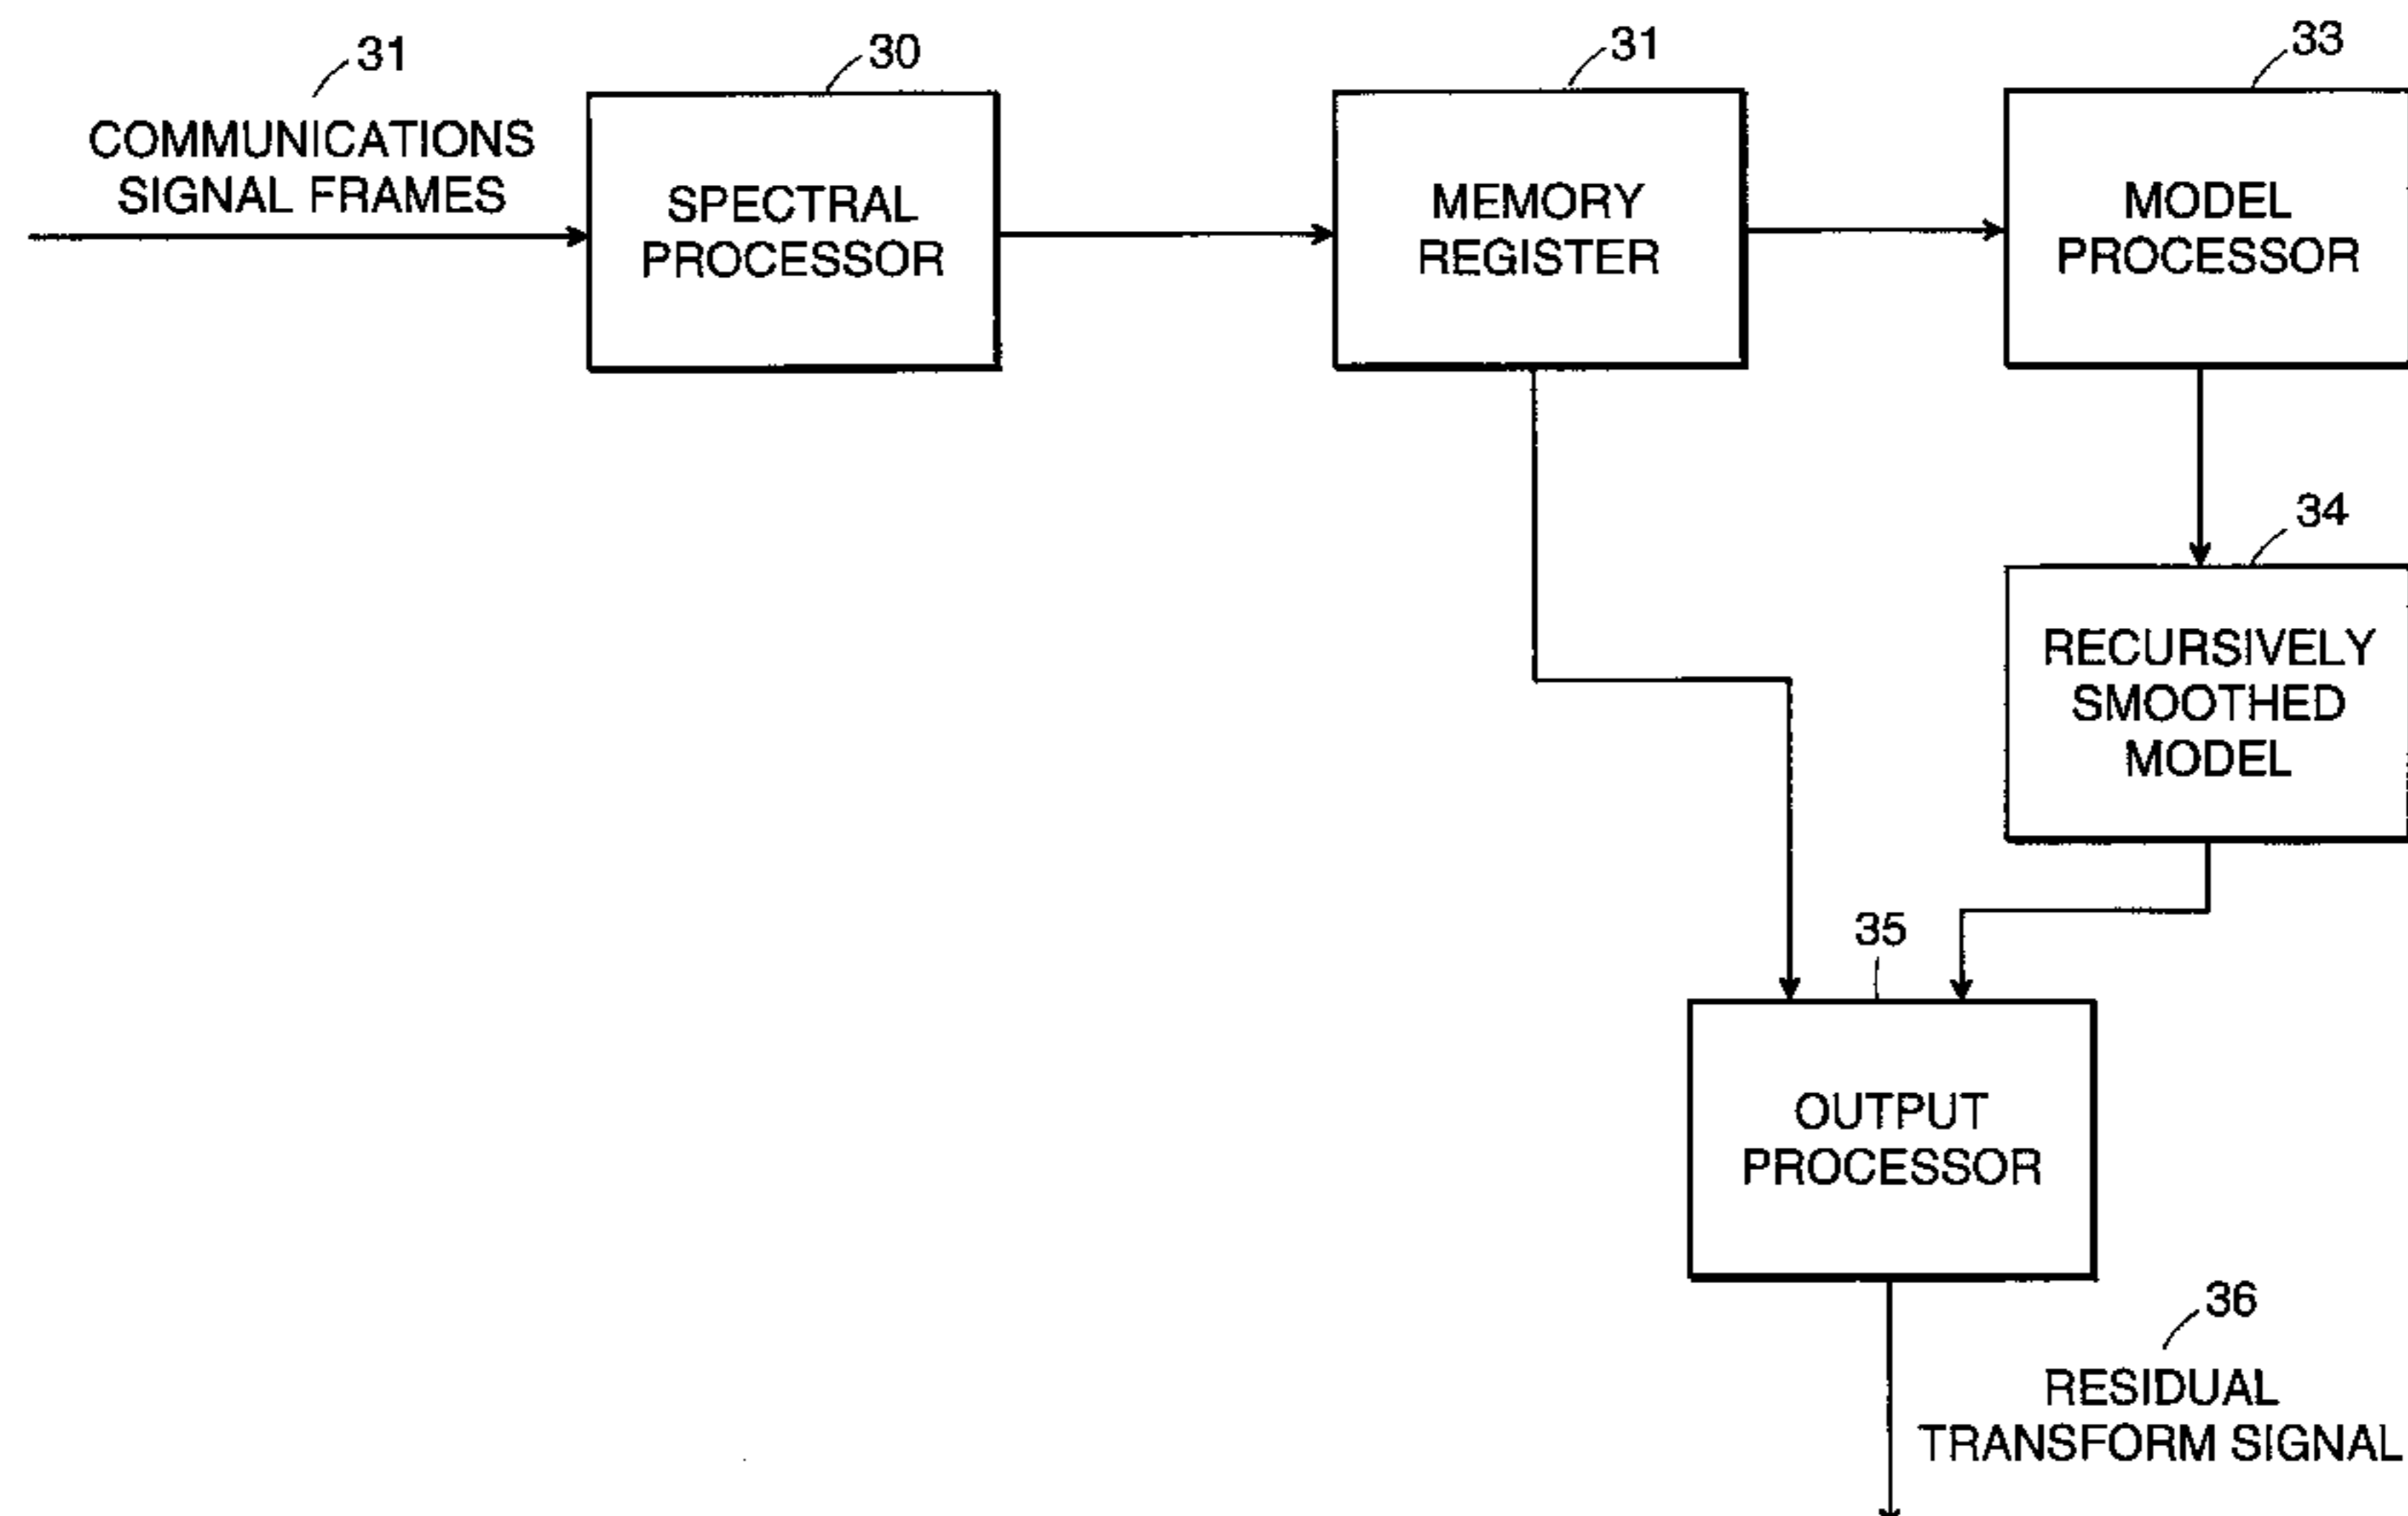 31
COMMUNICATIONS
SIGNAL FRAMES
30
SPECTRAL
PROCESSOR
31
MEMORY
REGISTER
33
MODEL
PROCESSOR
34
RECURSIVELY
SMOOTHED
MODEL
35
OUTPUT
PROCESSOR
36
RESIDUAL
TRANSFORM SIGNAL